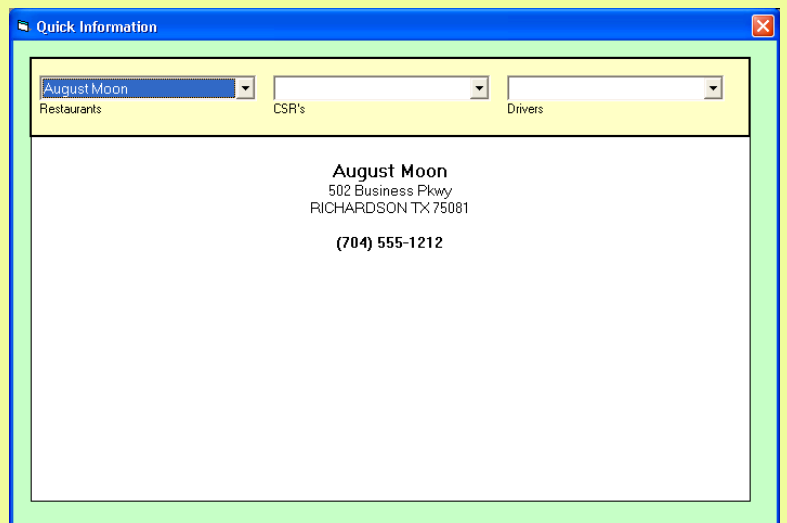 Quick Information
August Moon
Restaurants CSR's Drivers
August Moon
502 Business Pkwy
RICHARDSON TX 75081
(704) 555-1212